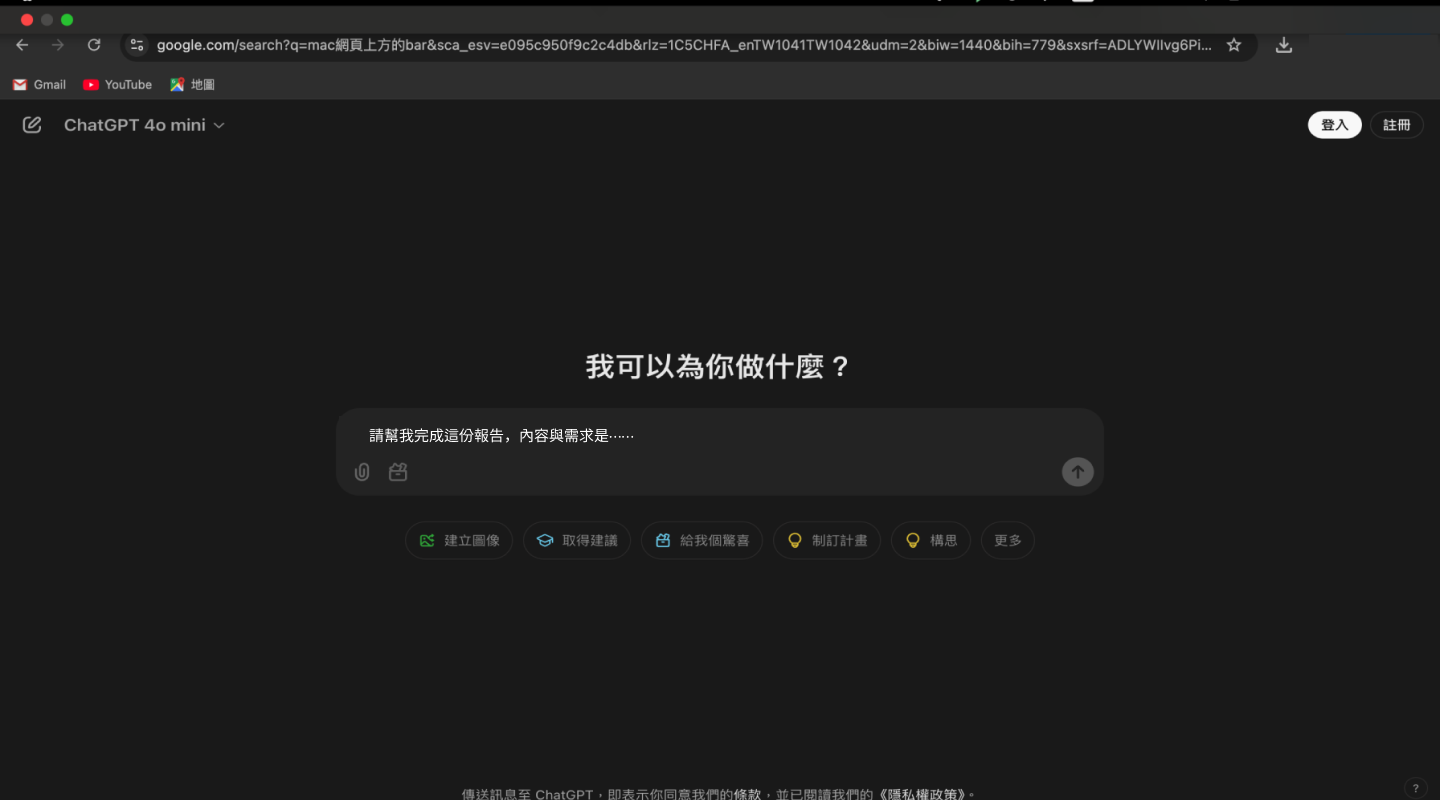 google.com/search?q=mac網頁上方的bar&sca_esv=e095c950f9c2c4db&rlz=1C5CHFA_enTW1041TW1042&udm=2&biw=1440&bih=779&sxsrf=ADLYWIIvg6Pi...
Gmail YouTube 地圖
ChatGPT 4o mini 登入 註冊
我可以為你做什麼？
請幫我完成這份報告，內容與需求是……
建立圖像 取得建議 給我個驚喜 制訂計畫 構思 更多
傳送訊息至 ChatGPT，即表示你同意我們的條款，並已閱讀我們的《隱私權政策》。
?